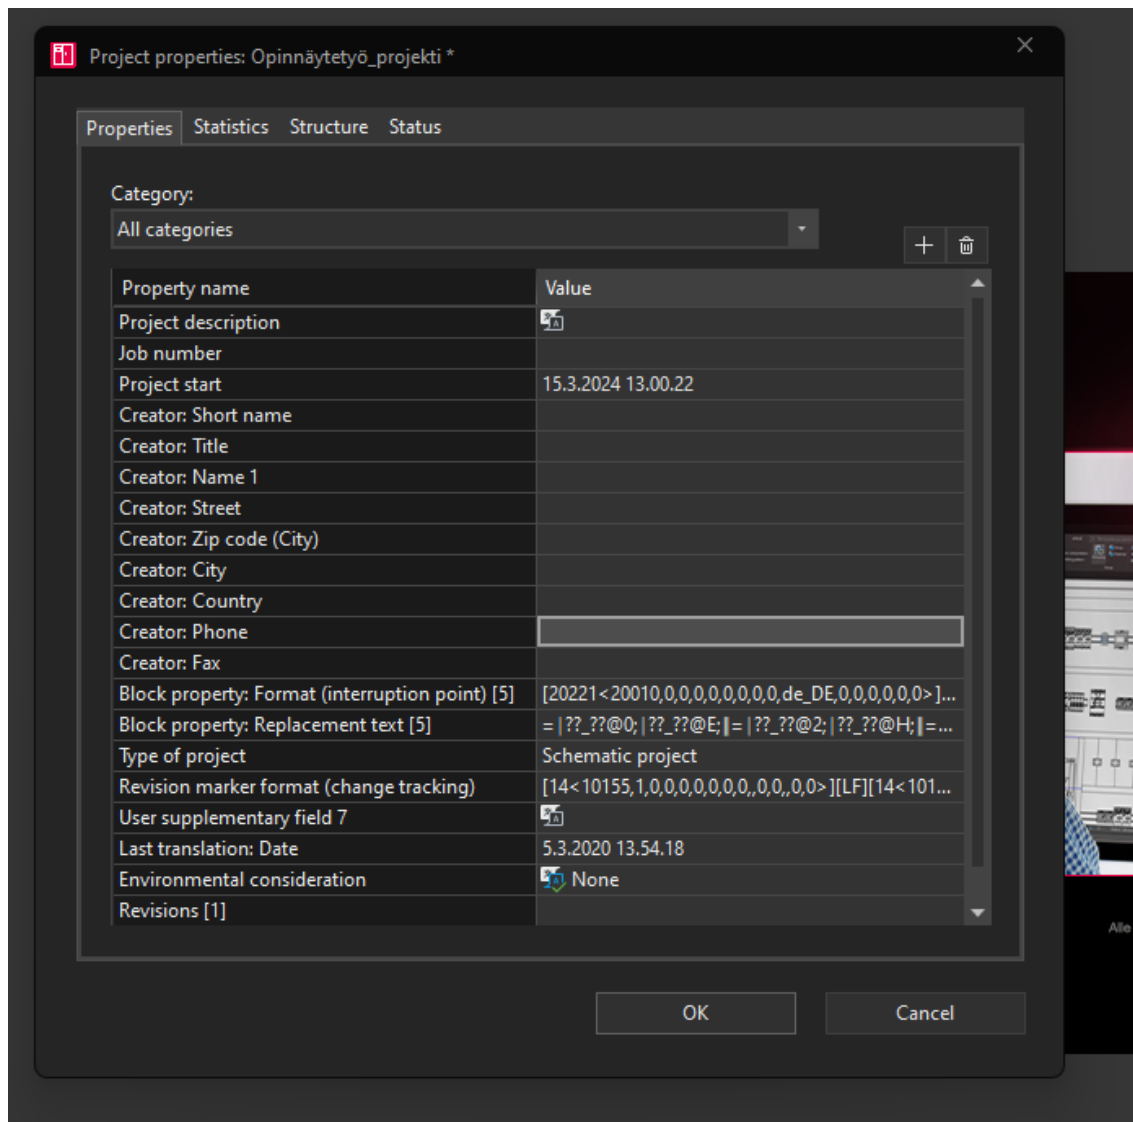 Project properties: Opinnäytetyö_projekti *
Properties Statistics Structure Status
Category:
All categories
Property name Value
Project description
Job number
Project start 15.3.2024 13.00.22
Creator: Short name
Creator: Title
Creator: Name 1
Creator: Street
Creator: Zip code (City)
Creator: City
Creator: Country
Creator: Phone
Creator: Fax
Block property: Format (interruption point) [5] [20221<20010,0,0,0,0,0,0,0,0,de_DE,0,0,0,0,0,0>]...
Block property: Replacement text [5] =|??_??@0;|??_??@E;‖=|??_??@2;|??_??@H;‖=...
Type of project Schematic project
Revision marker format (change tracking) [14<10155,1,0,0,0,0,0,0,0,,0,0,,0,0>][LF][14<101...
User supplementary field 7
Last translation: Date 5.3.2020 13.54.18
Environmental consideration None
Revisions [1]
Alle
OK Cancel